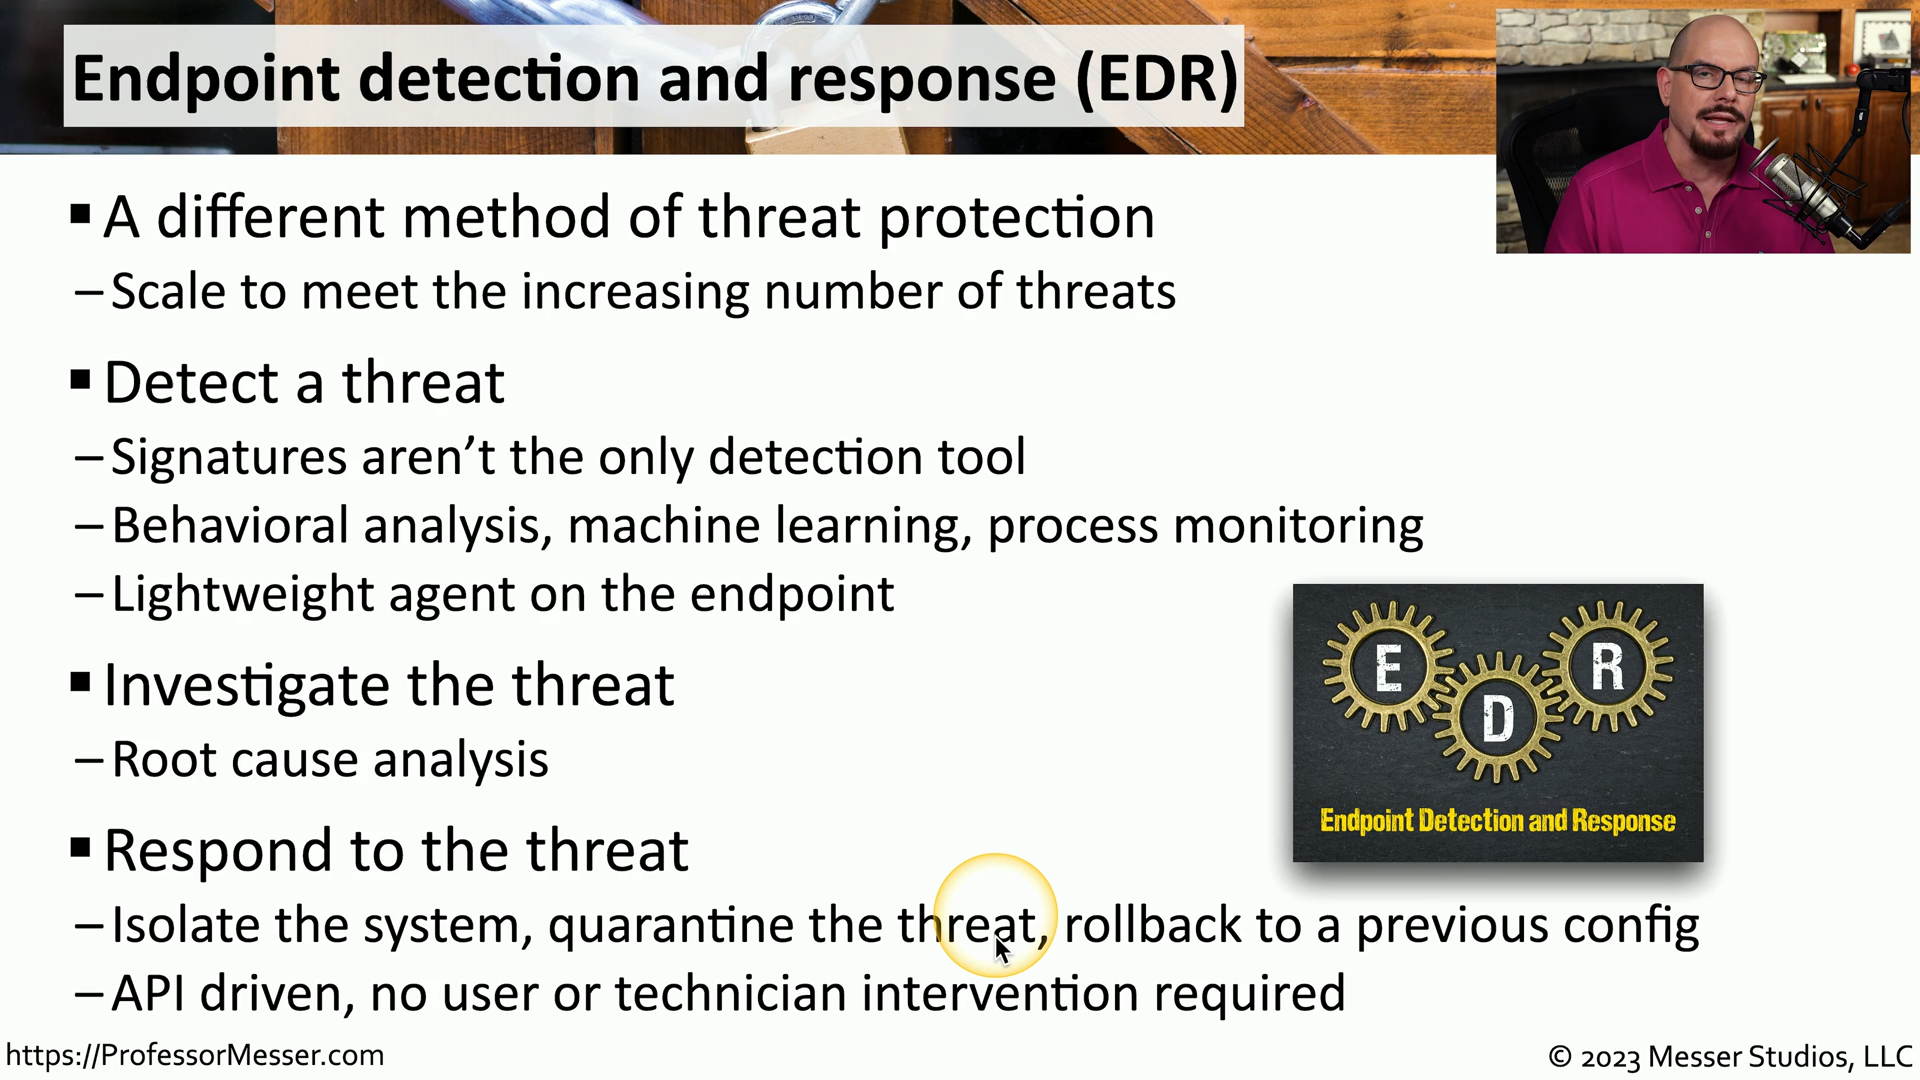 Endpoint detection and response (EDR)
A different method of threat protection
– Scale to meet the increasing number of threats
Detect a threat
– Signatures aren’t the only detection tool
– Behavioral analysis, machine learning, process monitoring
– Lightweight agent on the endpoint
Investigate the threat
– Root cause analysis
Respond to the threat
– Isolate the system, quarantine the threat, rollback to a previous config
– API driven, no user or technician intervention required
E D R
Endpoint Detection and Response
https://ProfessorMesser.com
© 2023 Messer Studios, LLC